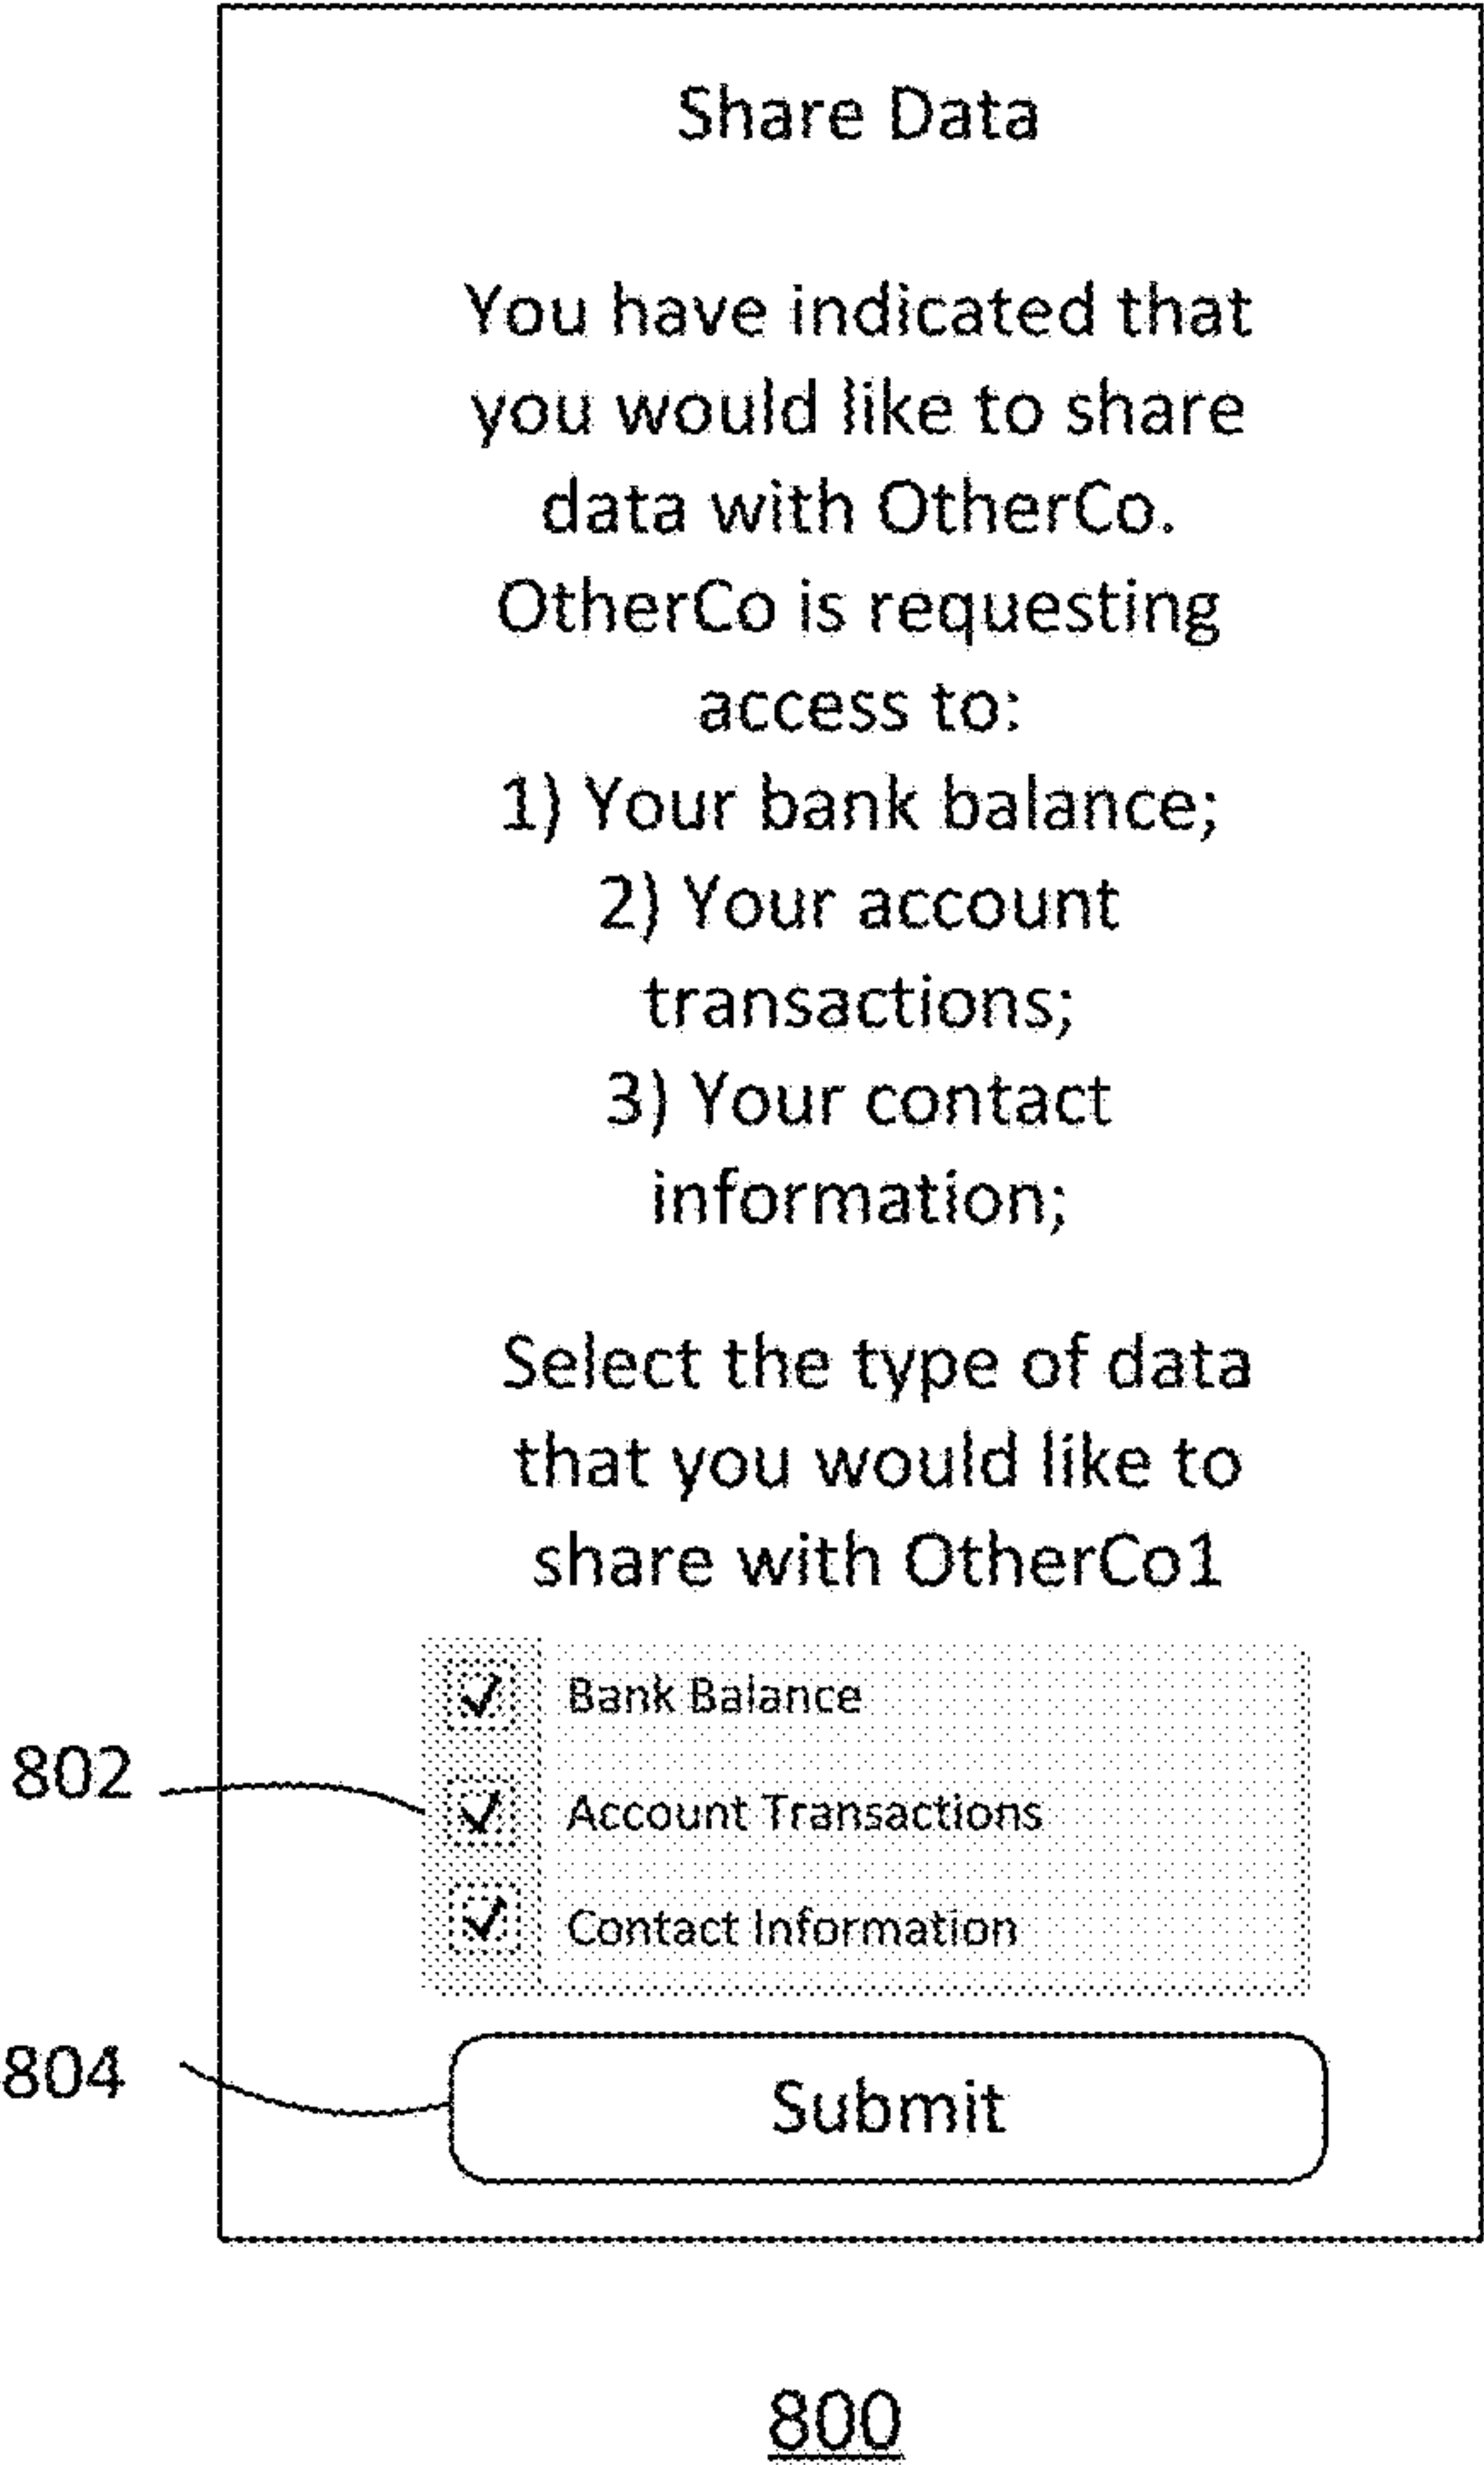 Share Data
You have indicated that
you would like to share
data with OtherCo.
OtherCo is requesting
access to:
1) Your bank balance;
2) Your account
transactions;
3) Your contact
information;
Select the type of data
that you would like to
share with OtherCo1
Bank Balance
802
Account Transactions
Contact Information
804
Submit
800